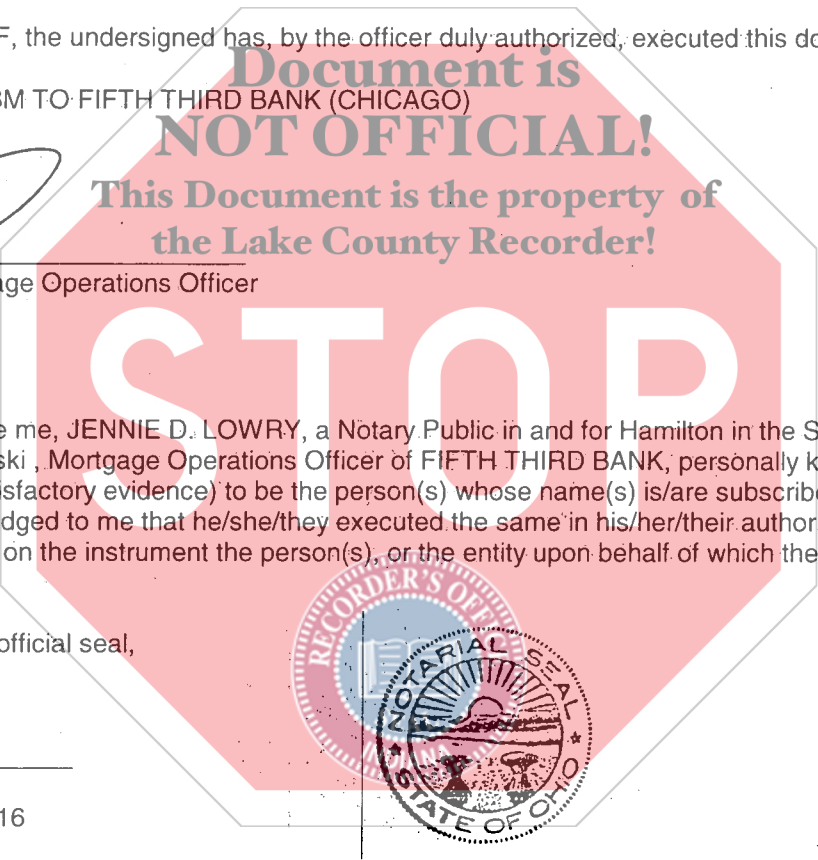 F, the undersigned has, by the officer duly authorized, executed this do
Document is
BM TO FIFTH THIRD BANK (CHICAGO)
NOT OFFICIAL!
This Document is the property of
the Lake County Recorder!
age Operations Officer
STOP
e me, JENNIE D. LOWRY, a Notary Public in and for Hamilton in the S
ski , Mortgage Operations Officer of FIFTH THIRD BANK, personally k
isfactory evidence) to be the person(s) whose name(s) is/are subscribe
dged to me that he/she/they executed the same in his/her/their author
on the instrument the person(s), or the entity upon behalf of which the
RECORDER'S OFFICE
INDIANA
official seal,
NOTARIAL SEAL
STATE OF OHIO
16